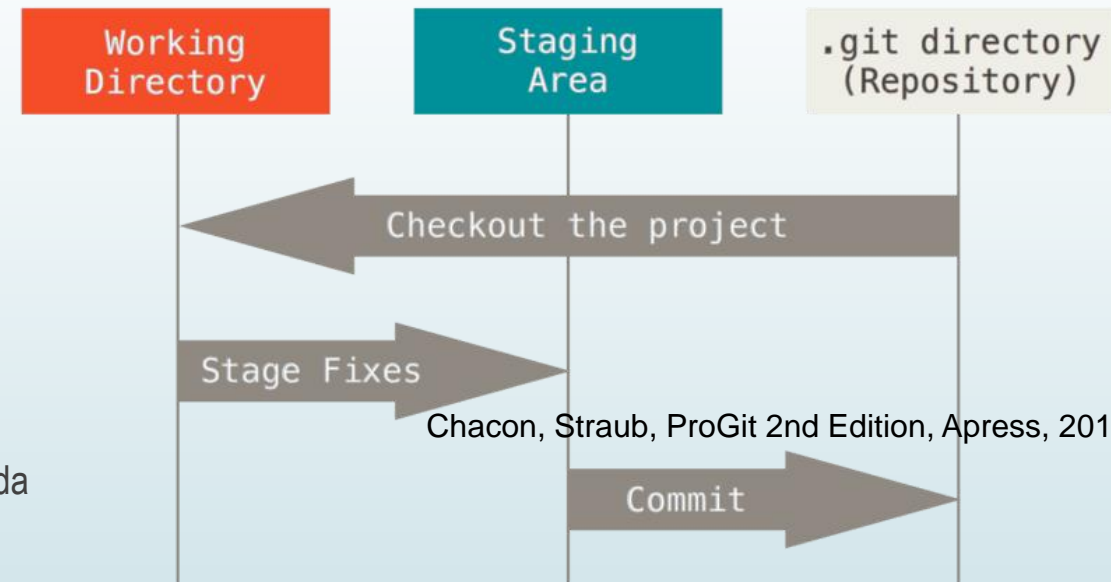 Working
Directory
Staging
Area
.git directory
(Repository)
Checkout the project
Stage Fixes
Chacon, Straub, ProGit 2nd Edition, Apress, 201
da
Commit